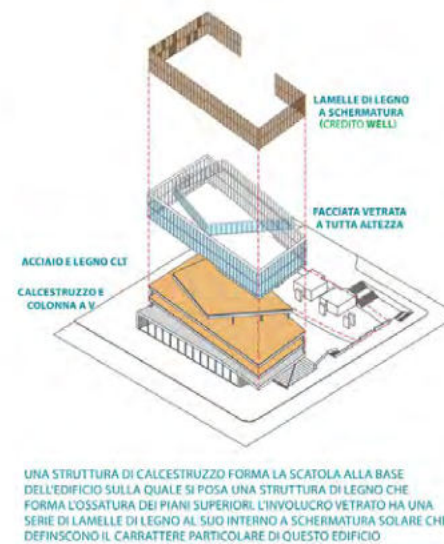 LAMELLE DI LEGNO
A SCHERMATURA
(CREDITO WELL)
FACCIATA VETRATA
A TUTTA ALTEZZA
ACCIAIO E LEGNO CLT
CALCESTRUZZO E
COLONNA A V
UNA STRUTTURA DI CALCESTRUZZO FORMA LA SCATOLA ALLA BASE
DELL'EDIFICIO SULLA QUALE SI POSA UNA STRUTTURA DI LEGNO CHE
FORMA L'OSSATURA DEI PIANI SUPERIORI. L'INVOLUCRO VETRATO HA UNA
SERIE DI LAMELLE DI LEGNO AL SUO INTERNO A SCHERMATURA SOLARE CHE
DEFINSCONO IL CARRATTERE PARTICOLARE DI QUESTO EDIFICIO